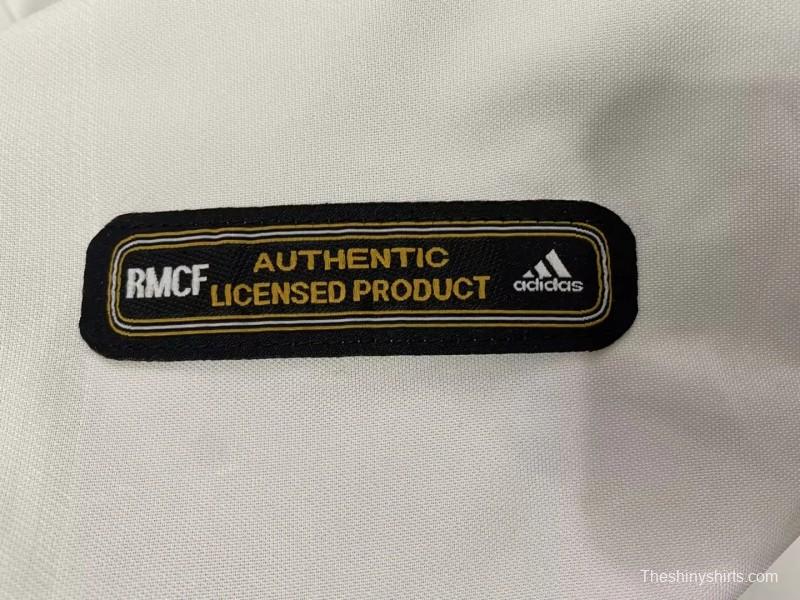 RMCF
AUTHENTIC
LICENSED PRODUCT
adidas
Theshinyshirts.com